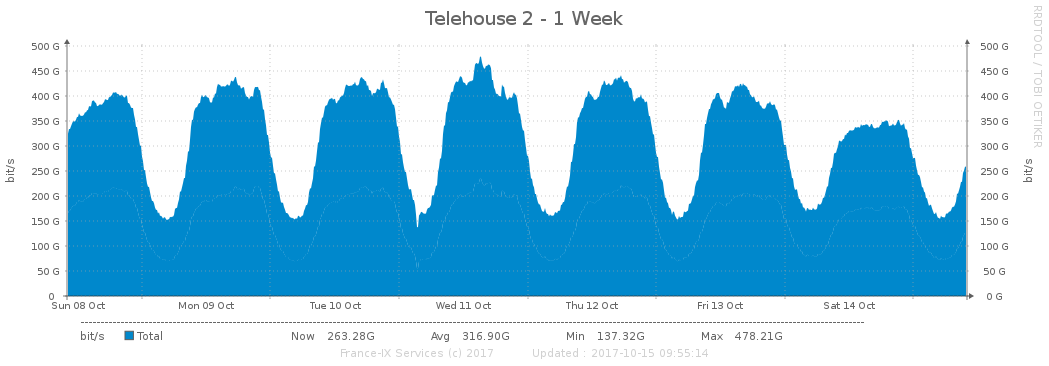 Telehouse 2 - 1 Week
RRDTOOL / TOBI OETIKER
500 G 500 G
450 G 450 G
400 G 400 G
350 G 350 G
300 G 300 G
250 G 250 G
200 G 200 G
150 G 150 G
100 G 100 G
50 G 50 G
0 0 G
bit/s bit/s
Sun 08 Oct Mon 09 Oct Tue 10 Oct Wed 11 Oct Thu 12 Oct Fri 13 Oct Sat 14 Oct
bit/s Total Now 263.28G Avg 316.90G Min 137.32G Max 478.21G
France-IX Services (c) 2017 Updated : 2017-10-15 09:55:14